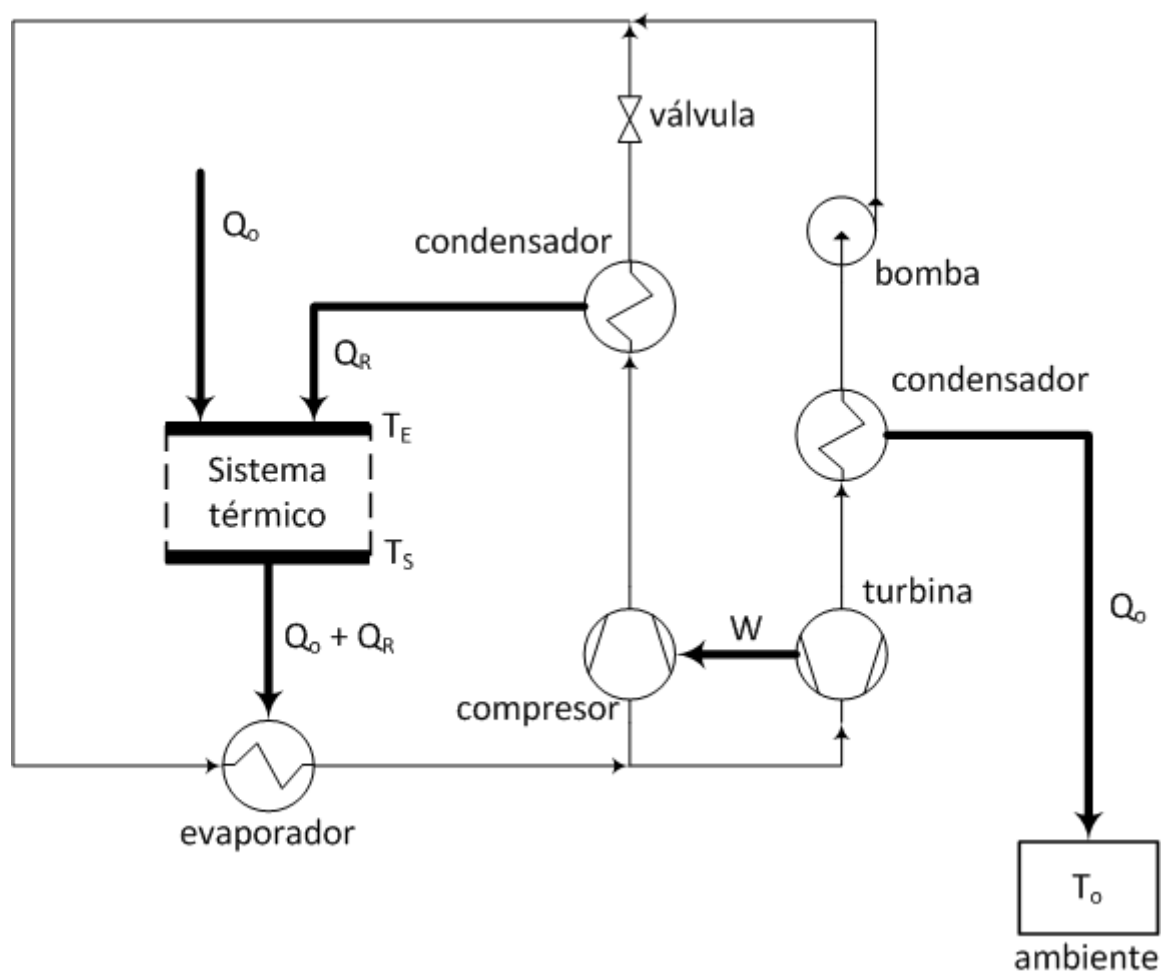 válvula
Qₒ
condensador
bomba
Q_R
condensador
T_E
Sistema
térmico
T_S
turbina
Qₒ
W
Qₒ + Q_R
compresor
evaporador
Tₒ
ambiente